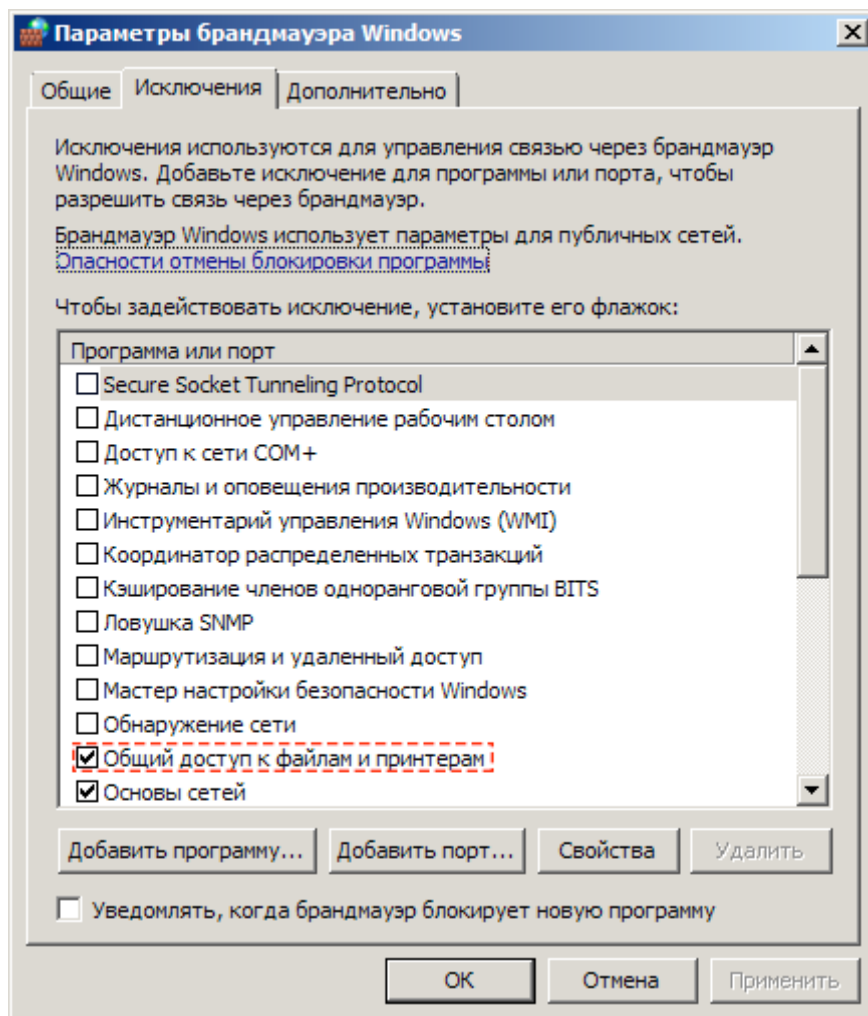 Параметры брандмауэра Windows
Общие
Исключения
Дополнительно
Исключения используются для управления связью через брандмауэр
Windows. Добавьте исключение для программы или порта, чтобы
разрешить связь через брандмауэр.
Брандмауэр Windows использует параметры для публичных сетей.
Опасности отмены блокировки программы
Чтобы задействовать исключение, установите его флажок:
Программа или порт
Secure Socket Tunneling Protocol
Дистанционное управление рабочим столом
Доступ к сети COM+
Журналы и оповещения производительности
Инструментарий управления Windows (WMI)
Координатор распределенных транзакций
Кэширование членов одноранговой группы BITS
Ловушка SNMP
Маршрутизация и удаленный доступ
Мастер настройки безопасности Windows
Обнаружение сети
Общий доступ к файлам и принтерам
Основы сетей
Добавить программу... Добавить порт... Свойства Удалить
Уведомлять, когда брандмауэр блокирует новую программу
ОК Отмена Применить